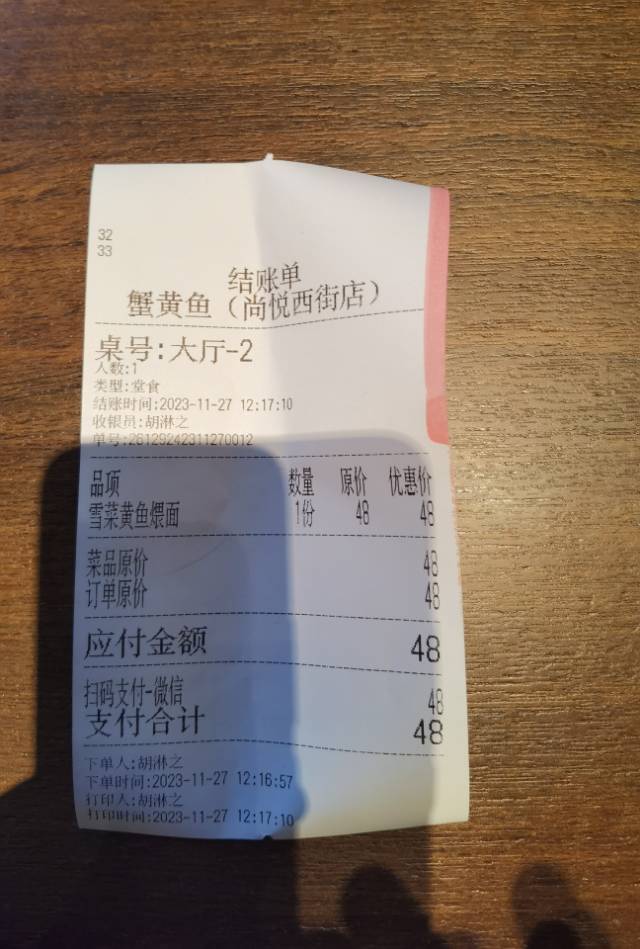 32
33
结账单
蟹黄鱼（尚悦西街店）
桌号:大厅-2
人数:1
类型:堂食
结账时间:2023-11-27 12:17:10
收银员:胡淋之
单号:26129242311270012
品项 数量 原价 优惠价
雪菜黄鱼煨面 1份 48 48
菜品原价 48
订单原价 48
应付金额 48
扫码支付-微信 48
支付合计 48
下单人:胡淋之
下单时间:2023-11-27 12:16:57
打印人:胡淋之
打印时间:2023-11-27 12:17:10